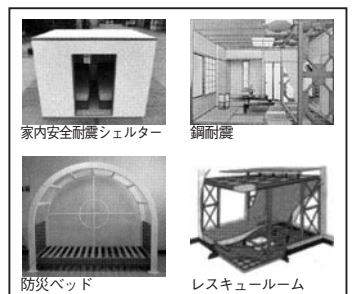 家内安全耐震シェルター
鋼耐震
防災ベッド
レスキュールーム